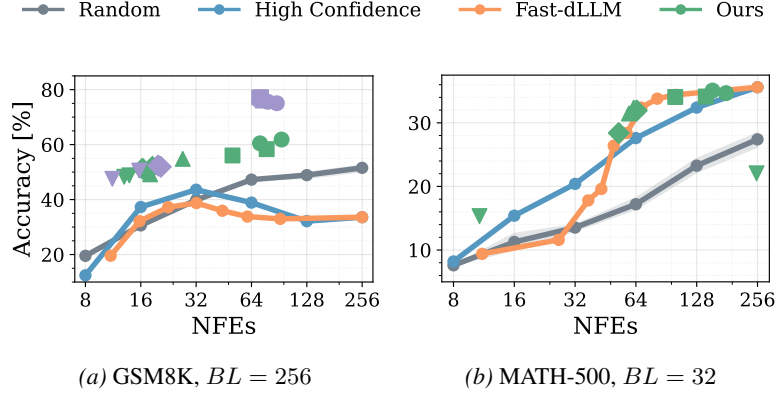 Random High Confidence Fast-dLLM Ours
Accuracy [%]
80
60
40
20
8 16 32 64 128 256
NFEs
(a) GSM8K, BL = 256
30
20
10
8 16 32 64 128 256
NFEs
(b) MATH-500, BL = 32